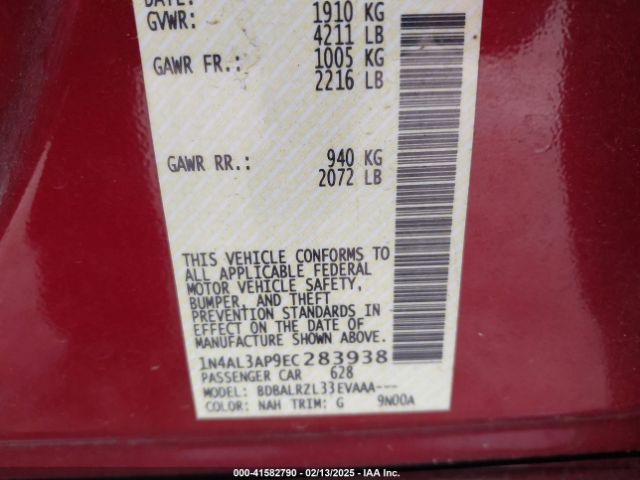 DATE:
GVWR: 1910 KG
4211 LB
GAWR FR.: 1005 KG
2216 LB
GAWR RR.: 940 KG
2072 LB
THIS VEHICLE CONFORMS TO
ALL APPLICABLE FEDERAL
MOTOR VEHICLE SAFETY,
BUMPER, AND THEFT
PREVENTION STANDARDS IN
EFFECT ON THE DATE OF
MANUFACTURE SHOWN ABOVE.
1N4AL3AP9EC283938
PASSENGER CAR 628
MODEL: BDBALRZL33EVAAA---
COLOR: NAH TRIM: G 9N00A
000-41582790 - 02/13/2025 - IAA Inc.